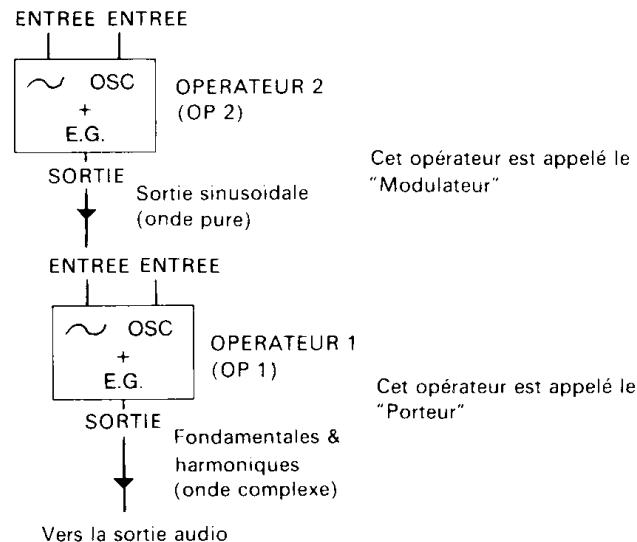 ENTREE ENTREE
OSC
+
E.G.
OPERATEUR 2
(OP 2)
SORTIE
Cet opérateur est appelé le
"Modulateur"
Sortie sinusoidale
(onde pure)
ENTREE ENTREE
OSC
+
E.G.
OPERATEUR 1
(OP 1)
SORTIE
Cet opérateur est appelé le
"Porteur"
Fondamentales &
harmoniques
(onde complexe)
Vers la sortie audio